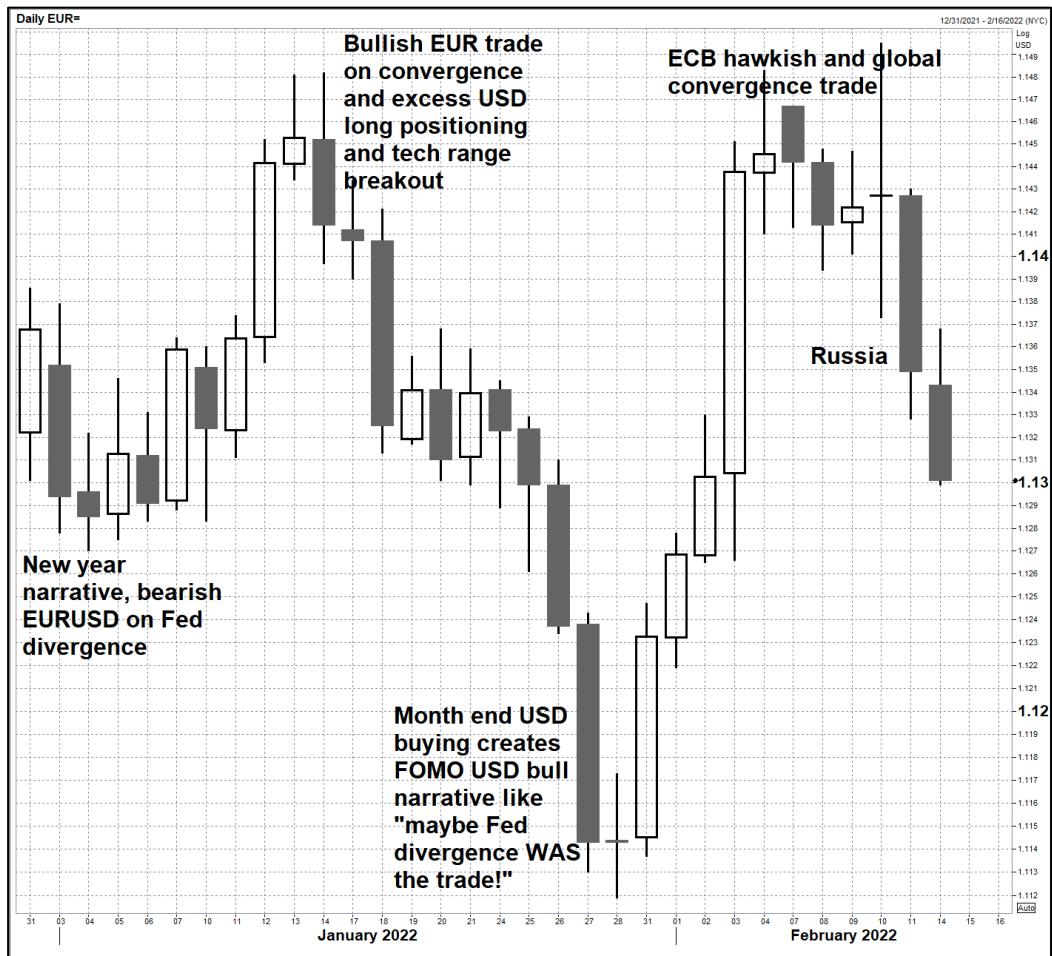 Daily EUR=
12/31/2021 - 2/16/2022 (NYC)
Log
USD
Bullish EUR trade
on convergence
and excess USD
long positioning
and tech range
breakout
ECB hawkish and global
convergence trade
Russia
New year
narrative, bearish
EURUSD on Fed
divergence
Month end USD
buying creates
FOMO USD bull
narrative like
"maybe Fed
divergence WAS
the trade!"
1.149
1.148
1.147
1.146
1.145
1.144
1.143
1.142
1.141
1.14
1.139
1.138
1.137
1.136
1.135
1.134
1.133
1.132
1.131
1.13
1.129
1.128
1.127
1.126
1.125
1.124
1.123
1.122
1.121
1.12
1.119
1.118
1.117
1.116
1.115
1.114
1.113
1.112
Auto
31 03 04 05 06 07 10 11 12 13 14 17 18 19 20 21 24 25 26 27 28 31 01 02 03 04 07 08 09 10 11 14 15 16
January 2022 February 2022